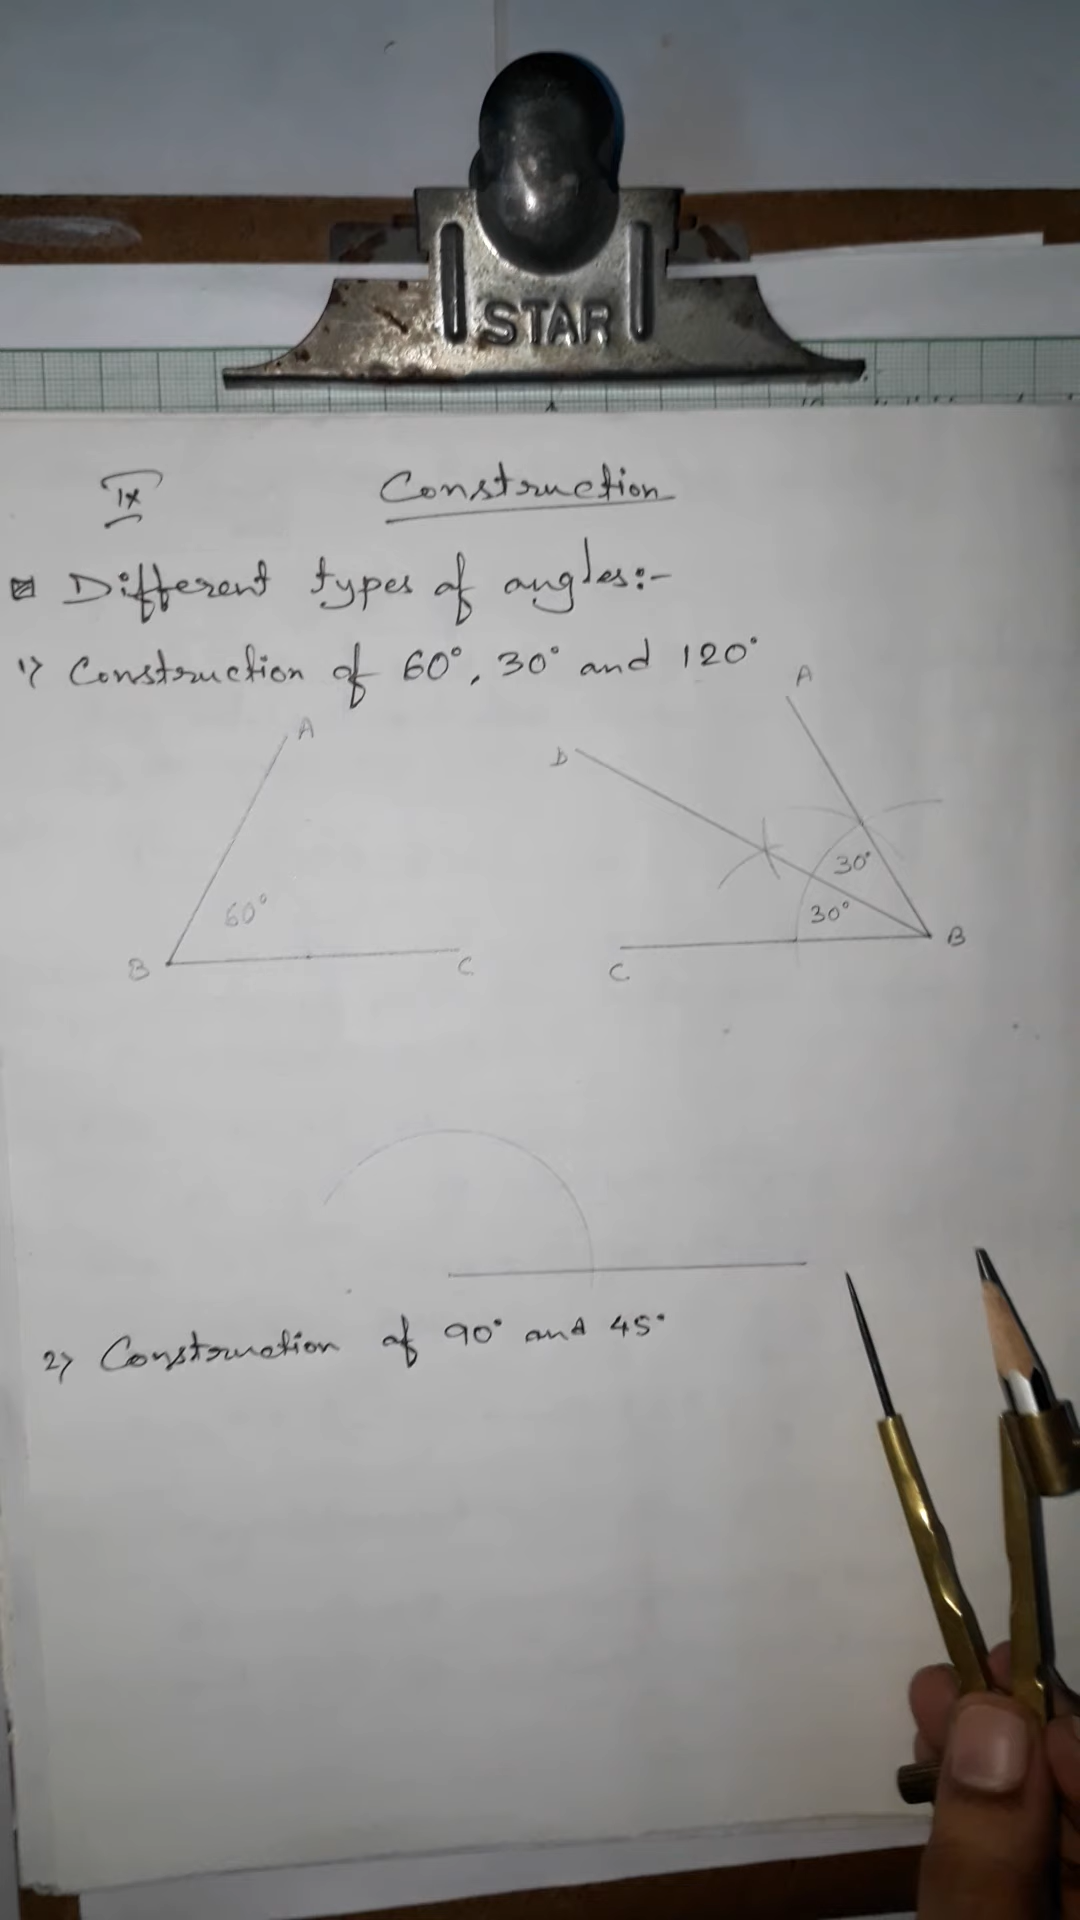 STAR
IX
Construction
Different types of angles:-
1) Construction of 60°, 30° and 120°
A
A
D
30°
60°
30°
B
B
C
C
2) Construction of 90° and 45°